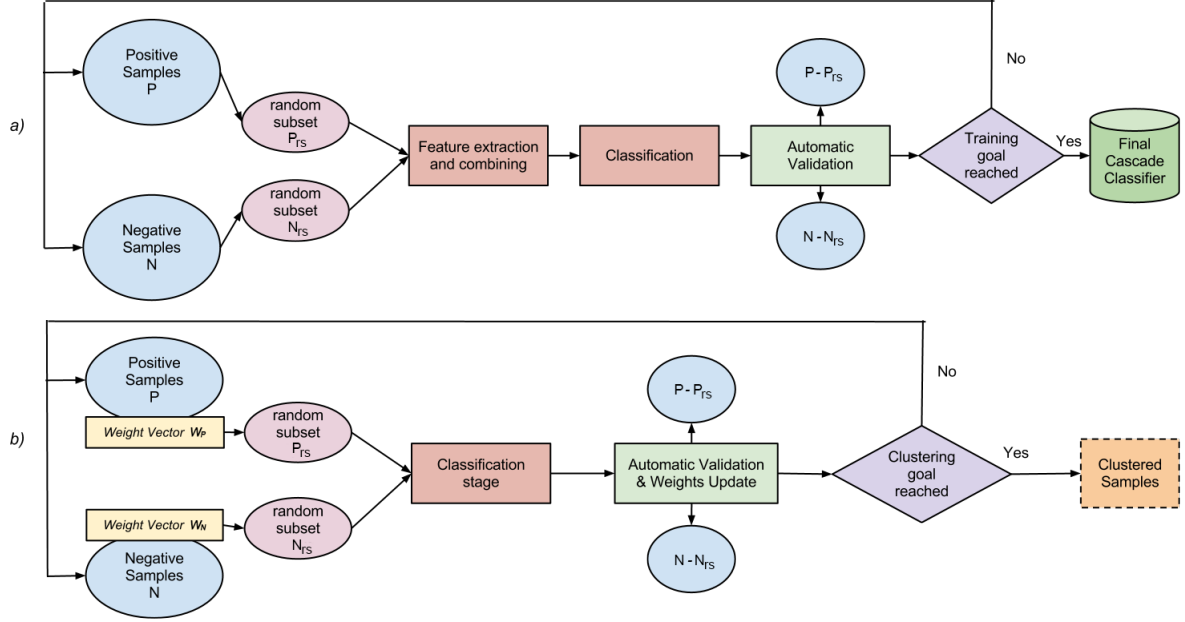 a)
Positive
Samples
P
Negative
Samples
N
random
subset
Prs
random
subset
Nrs
Feature extraction
and combining
Classification
P - Prs
Automatic
Validation
N - Nrs
No
Training
goal
reached
Yes
Final
Cascade
Classifier
b)
Positive
Samples
P
Weight Vector WP
Weight Vector WN
Negative
Samples
N
random
subset
Prs
random
subset
Nrs
Classification
stage
P - Prs
Automatic Validation
& Weights Update
N - Nrs
No
Clustering
goal
reached
Yes
Clustered
Samples